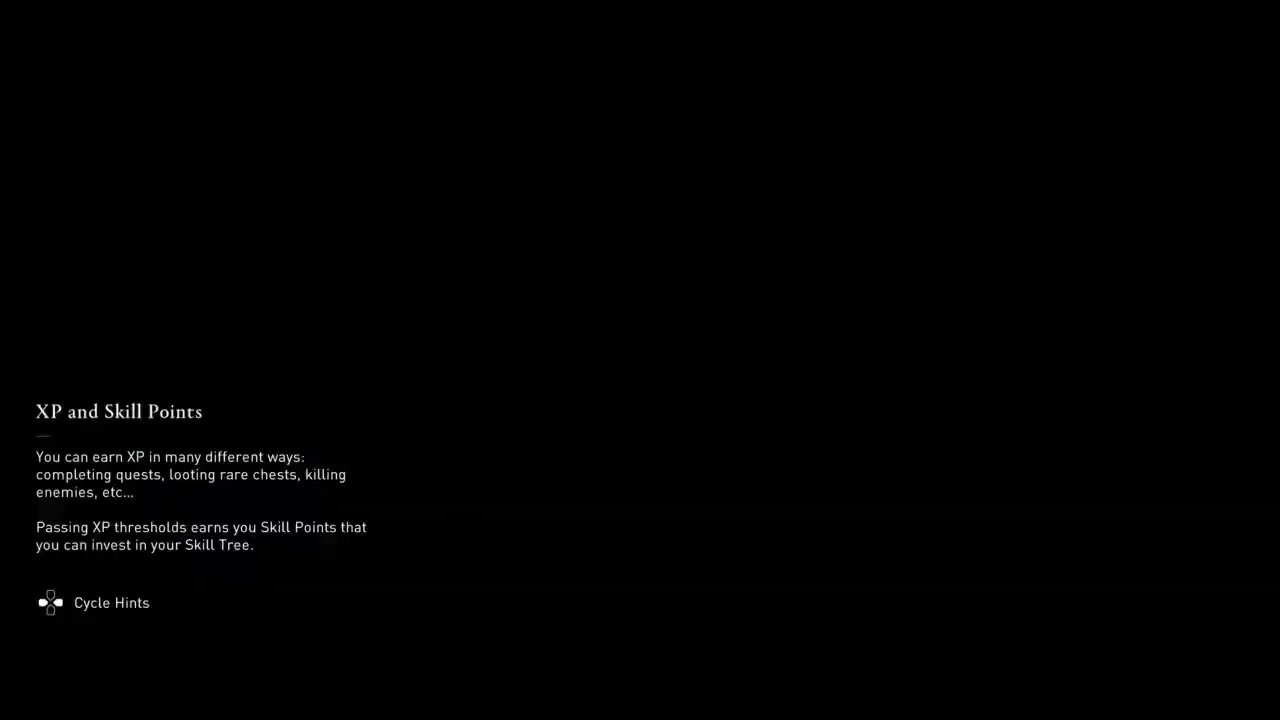 XP and Skill Points
You can earn XP in many different ways:
completing quests, looting rare chests, killing
enemies, etc...
Passing XP thresholds earns you Skill Points that
you can invest in your Skill Tree.
Cycle Hints